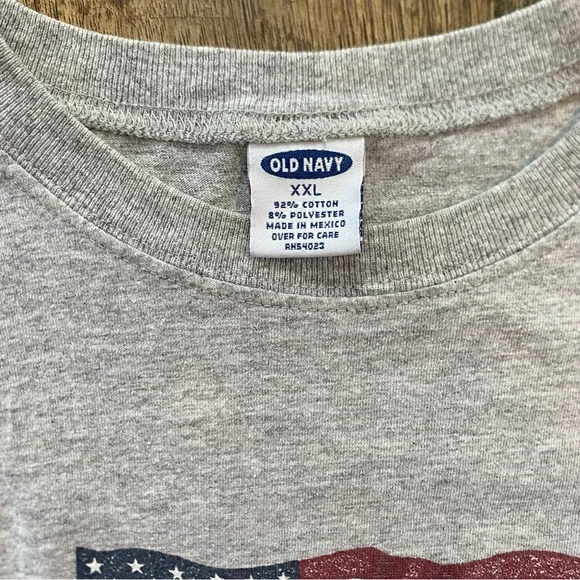 OLD NAVY
XXL
92% COTTON
8% POLYESTER
MADE IN MEXICO
OVER FOR CARE
RN54023